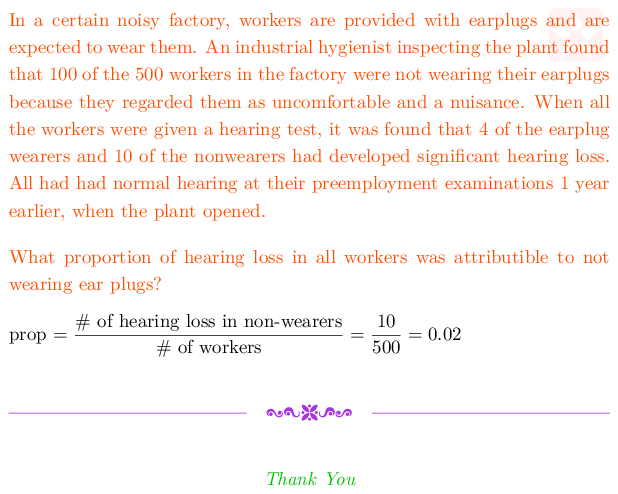 In a certain noisy factory, workers are provided with earplugs and are
expected to wear them. An industrial hygienist inspecting the plant found
that 100 of the 500 workers in the factory were not wearing their earplugs
because they regarded them as uncomfortable and a nuisance. When all
the workers were given a hearing test, it was found that 4 of the earplug
wearers and 10 of the nonwearers had developed significant hearing loss.
All had had normal hearing at their preemployment examinations 1 year
earlier, when the plant opened.
What proportion of hearing loss in all workers was attributible to not
wearing ear plugs?
prop = # of hearing loss in non-wearers / # of workers = 10 / 500 = 0.02
Thank You